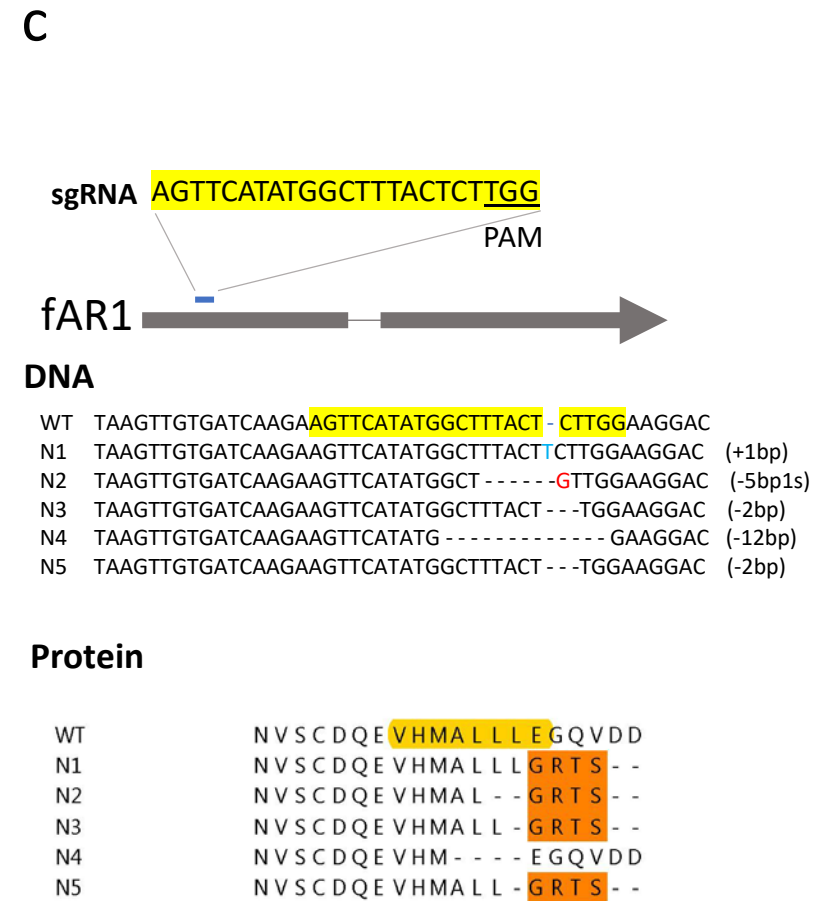 C
sgRNA AGTTCATATGGCTTTACTCTTGG
PAM
fAR1
DNA
WT TAAGTTGTGATCAAGAAGTTCATATGGCTTTACT - CTTGGAAGGAC
N1 TAAGTTGTGATCAAGAAGTTCATATGGCTTTACTTCTTGGAAGGAC (+1bp)
N2 TAAGTTGTGATCAAGAAGTTCATATGGCT - - - - - -GTTGGAAGGAC (-5bp1s)
N3 TAAGTTGTGATCAAGAAGTTCATATGGCTTTACT - - -TGGAAGGAC (-2bp)
N4 TAAGTTGTGATCAAGAAGTTCATATG - - - - - - - - - - - - - GAAGGAC (-12bp)
N5 TAAGTTGTGATCAAGAAGTTCATATGGCTTTACT - - -TGGAAGGAC (-2bp)
Protein
WT N V S C D Q E V H M A L L L E G Q V D D
N1 N V S C D Q E V H M A L L L G R T S - -
N2 N V S C D Q E V H M A L - - G R T S - -
N3 N V S C D Q E V H M A L L - G R T S - -
N4 N V S C D Q E V H M - - - - E G Q V D D
N5 N V S C D Q E V H M A L L - G R T S - -